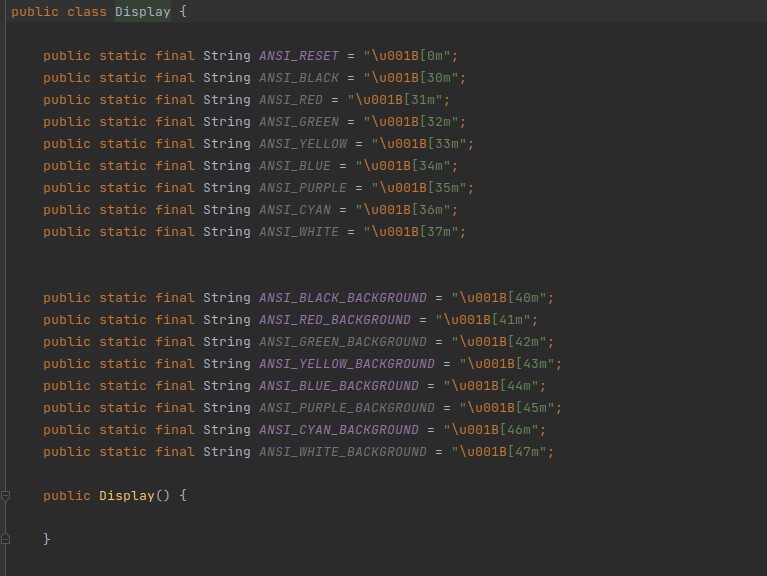 public class Display {
public static final String ANSI_RESET = "\u001B[0m";
public static final String ANSI_BLACK = "\u001B[30m";
public static final String ANSI_RED = "\u001B[31m";
public static final String ANSI_GREEN = "\u001B[32m";
public static final String ANSI_YELLOW = "\u001B[33m";
public static final String ANSI_BLUE = "\u001B[34m";
public static final String ANSI_PURPLE = "\u001B[35m";
public static final String ANSI_CYAN = "\u001B[36m";
public static final String ANSI_WHITE = "\u001B[37m";
public static final String ANSI_BLACK_BACKGROUND = "\u001B[40m";
public static final String ANSI_RED_BACKGROUND = "\u001B[41m";
public static final String ANSI_GREEN_BACKGROUND = "\u001B[42m";
public static final String ANSI_YELLOW_BACKGROUND = "\u001B[43m";
public static final String ANSI_BLUE_BACKGROUND = "\u001B[44m";
public static final String ANSI_PURPLE_BACKGROUND = "\u001B[45m";
public static final String ANSI_CYAN_BACKGROUND = "\u001B[46m";
public static final String ANSI_WHITE_BACKGROUND = "\u001B[47m";
public Display() {
}